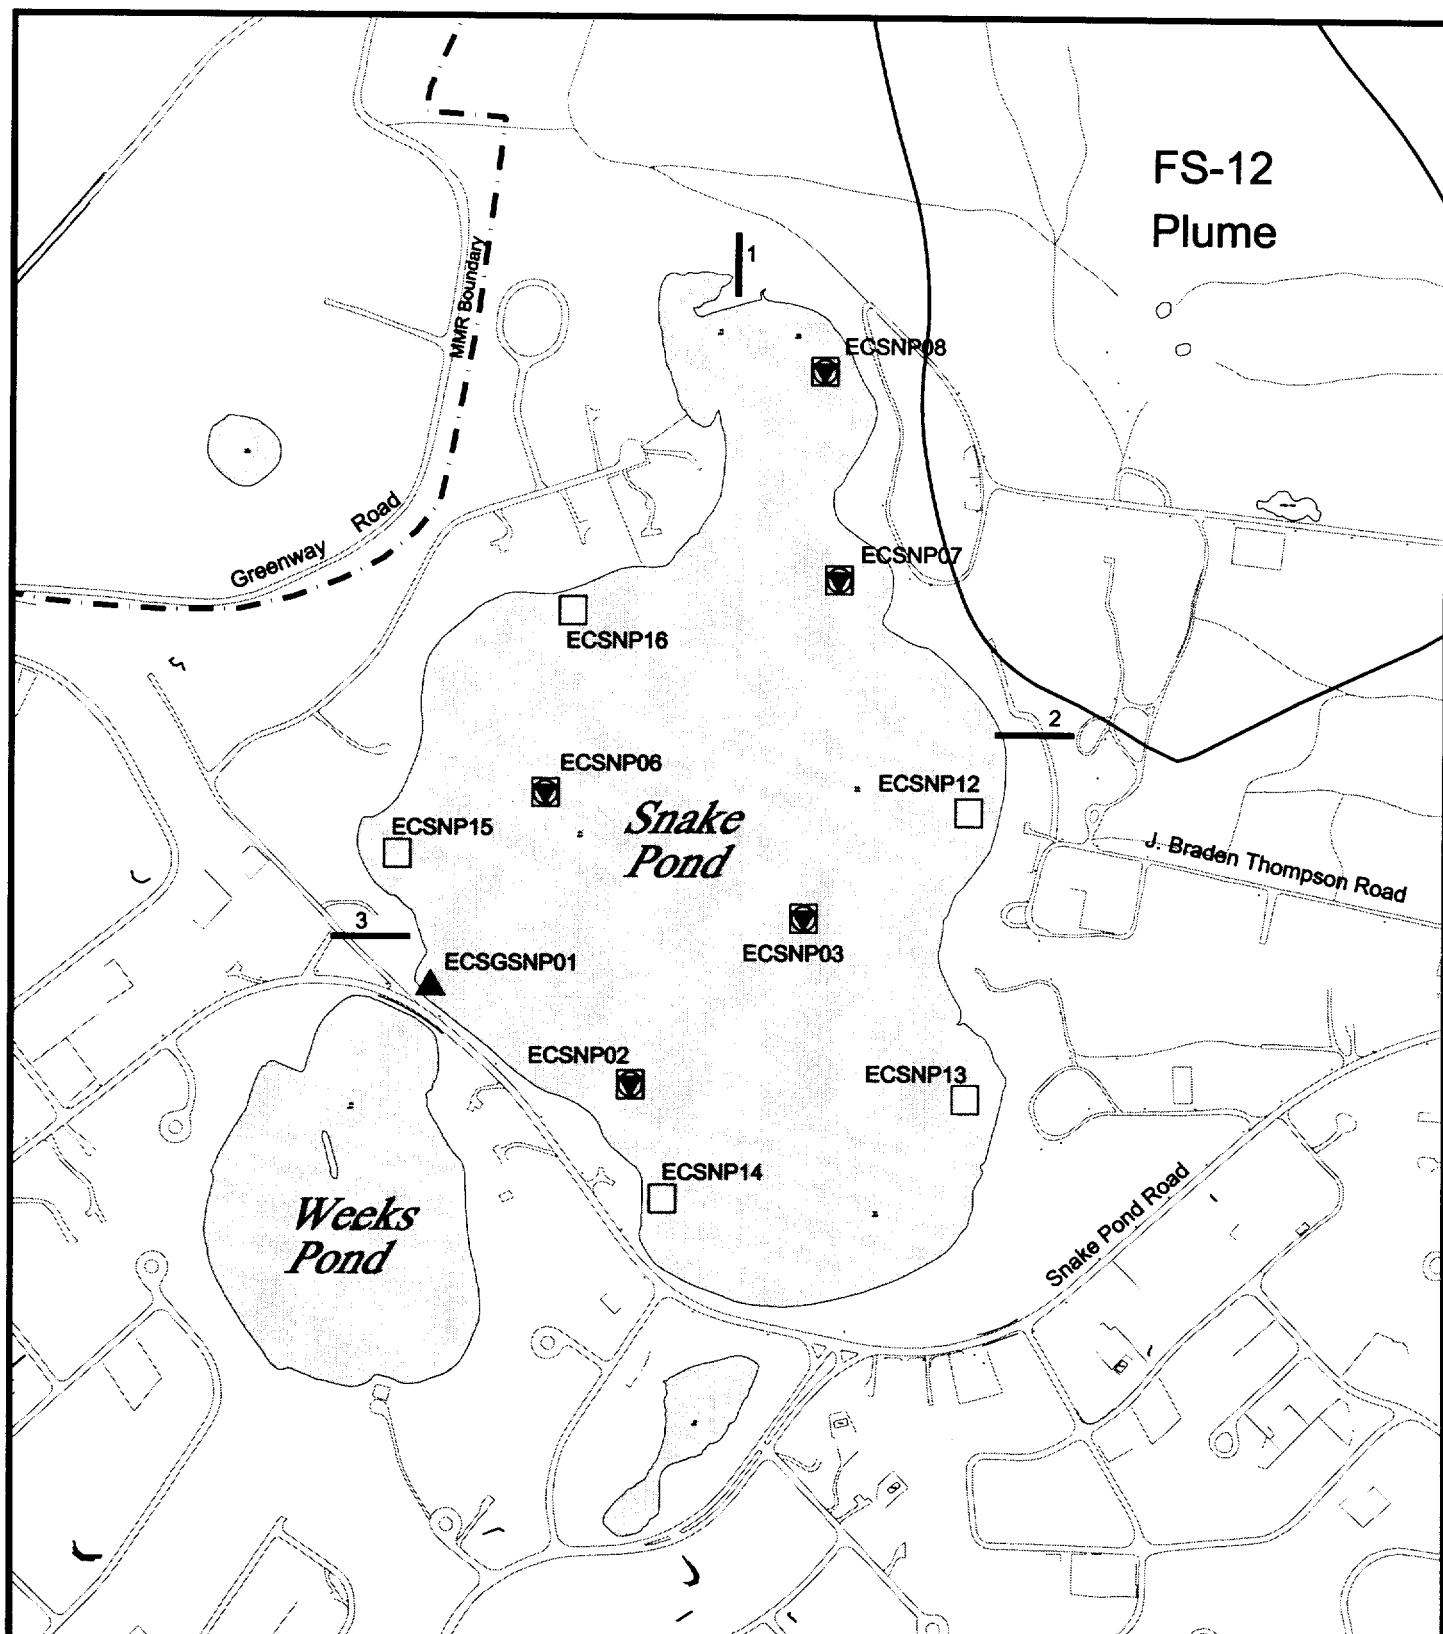 FS-12
Plume
1
MMR Boundary
ECSNP08
Greenway Road
ECSNP07
ECSNP16
2
ECSNP06
ECSNP12
Snake
Pond
ECSNP15
J. Braden Thompson Road
3
ECSNP03
ECSGSNP01
ECSNP02
ECSNP13
ECSNP14
Snake Pond Road
Weeks
Pond